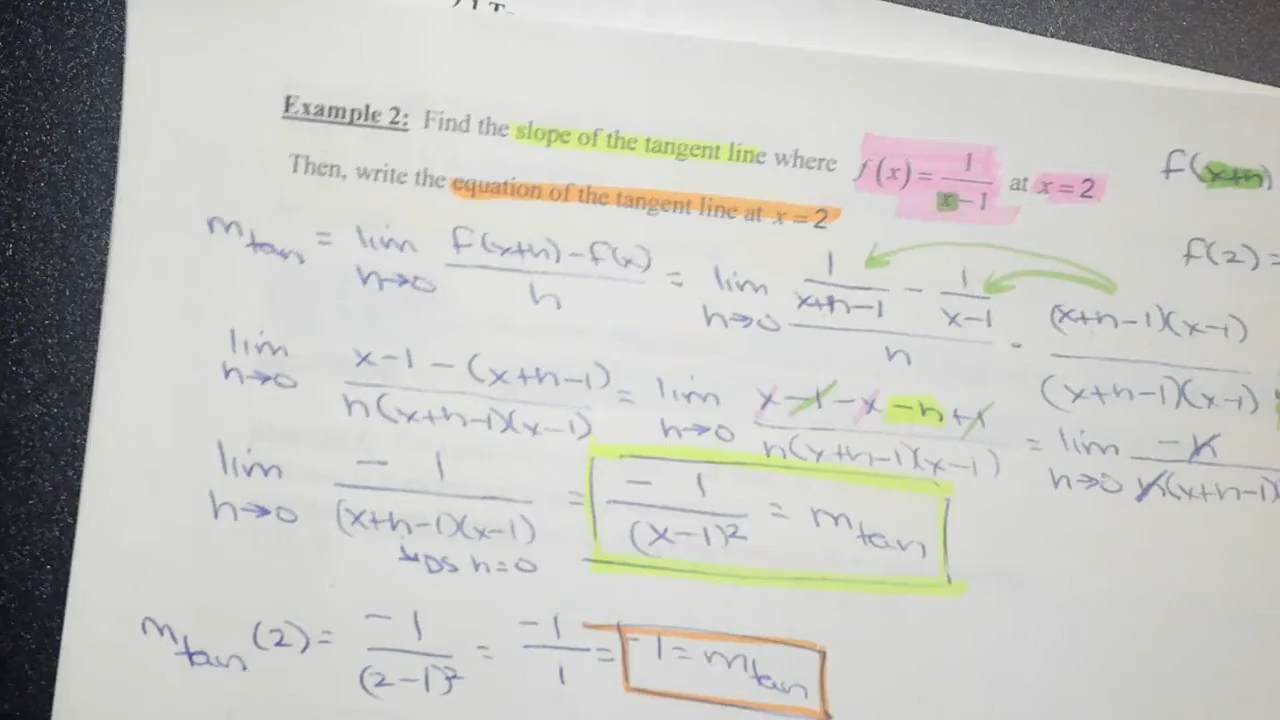 Example 2: Find the slope of the tangent line where f(x) = 1/(x-1) at x = 2
f(x+h)
Then, write the equation of the tangent line at x = 2
f(2) =
m_tan = lim h→0 (f(x+h) - f(x))/h = lim h→0 (1/(x+h-1) - 1/(x-1))/h · ((x+h-1)(x-1))/((x+h-1)(x-1))
lim h→0 (x-1-(x+h-1))/(h(x+h-1)(x-1)) = lim h→0 (x-1-x-h+1)/(h(x+h-1)(x-1)) = lim h→0 -h/(h(x+h-1)
lim h→0 -1/((x+h-1)(x-1)) = -1/(x-1)² = m_tan
DS h=0
m_tan (2) = -1/(2-1)² = -1/1 = -1 = m_tan